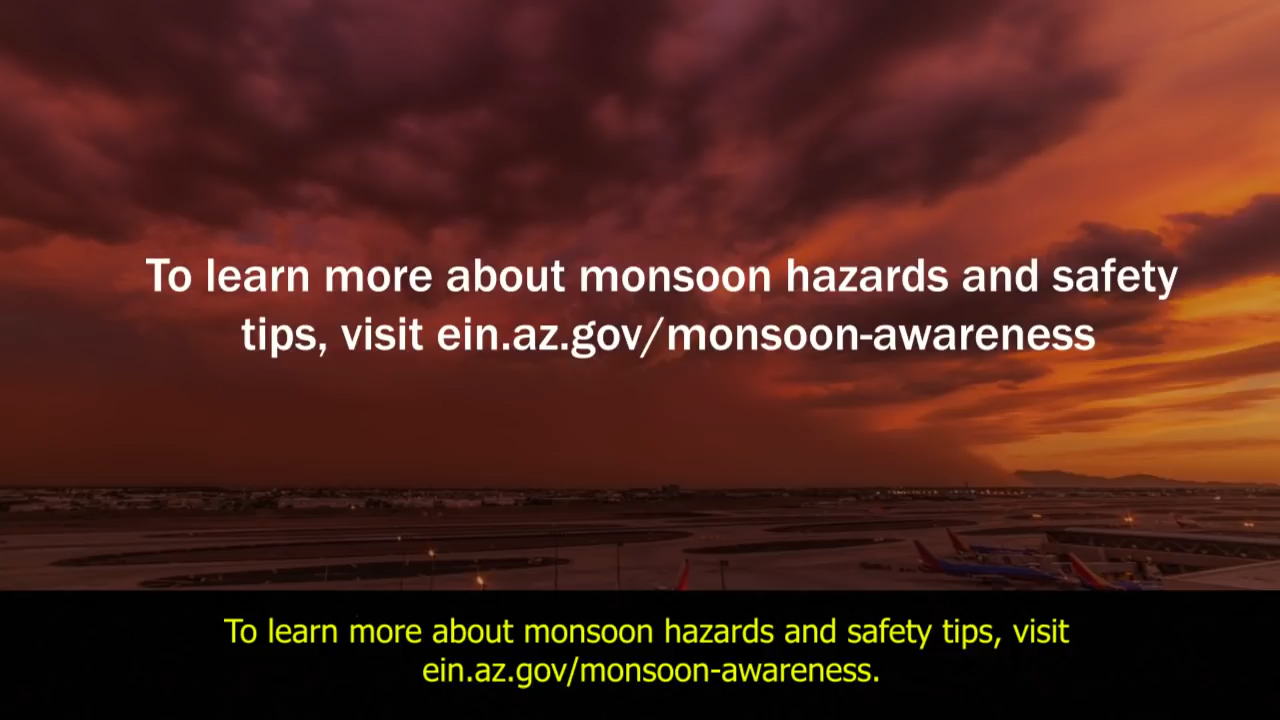 To learn more about monsoon hazards and safety
tips, visit ein.az.gov/monsoon-awareness
To learn more about monsoon hazards and safety tips, visit
ein.az.gov/monsoon-awareness.